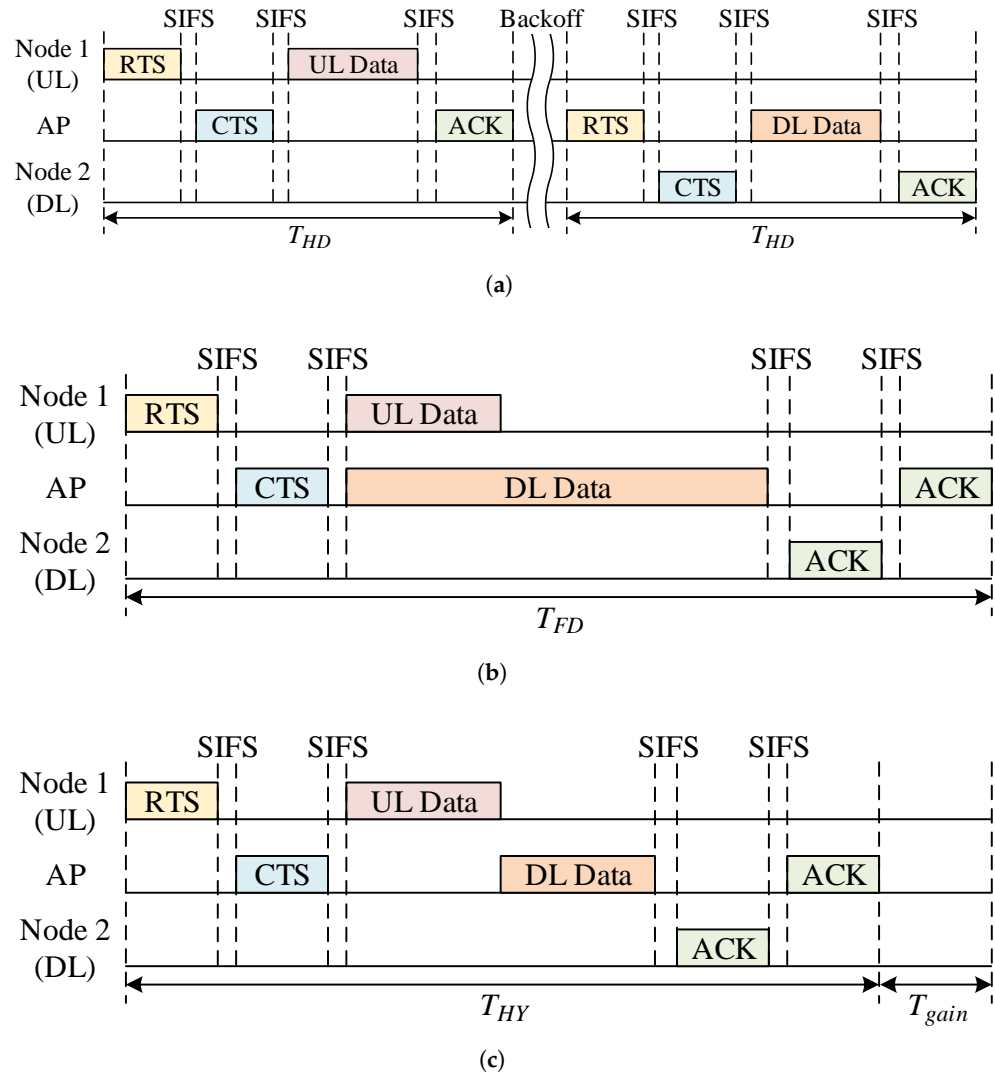 SIFS SIFS SIFS Backoff SIFS SIFS SIFS
Node 1
(UL)
RTS UL Data
AP
CTS ACK RTS DL Data
Node 2
(DL)
CTS ACK
T_HD T_HD
(a)
SIFS SIFS SIFS SIFS
Node 1
(UL)
RTS UL Data
AP
CTS DL Data ACK
Node 2
(DL)
ACK
T_FD
(b)
SIFS SIFS SIFS SIFS
Node 1
(UL)
RTS UL Data
AP
CTS DL Data ACK
Node 2
(DL)
ACK
T_HY T_gain
(c)